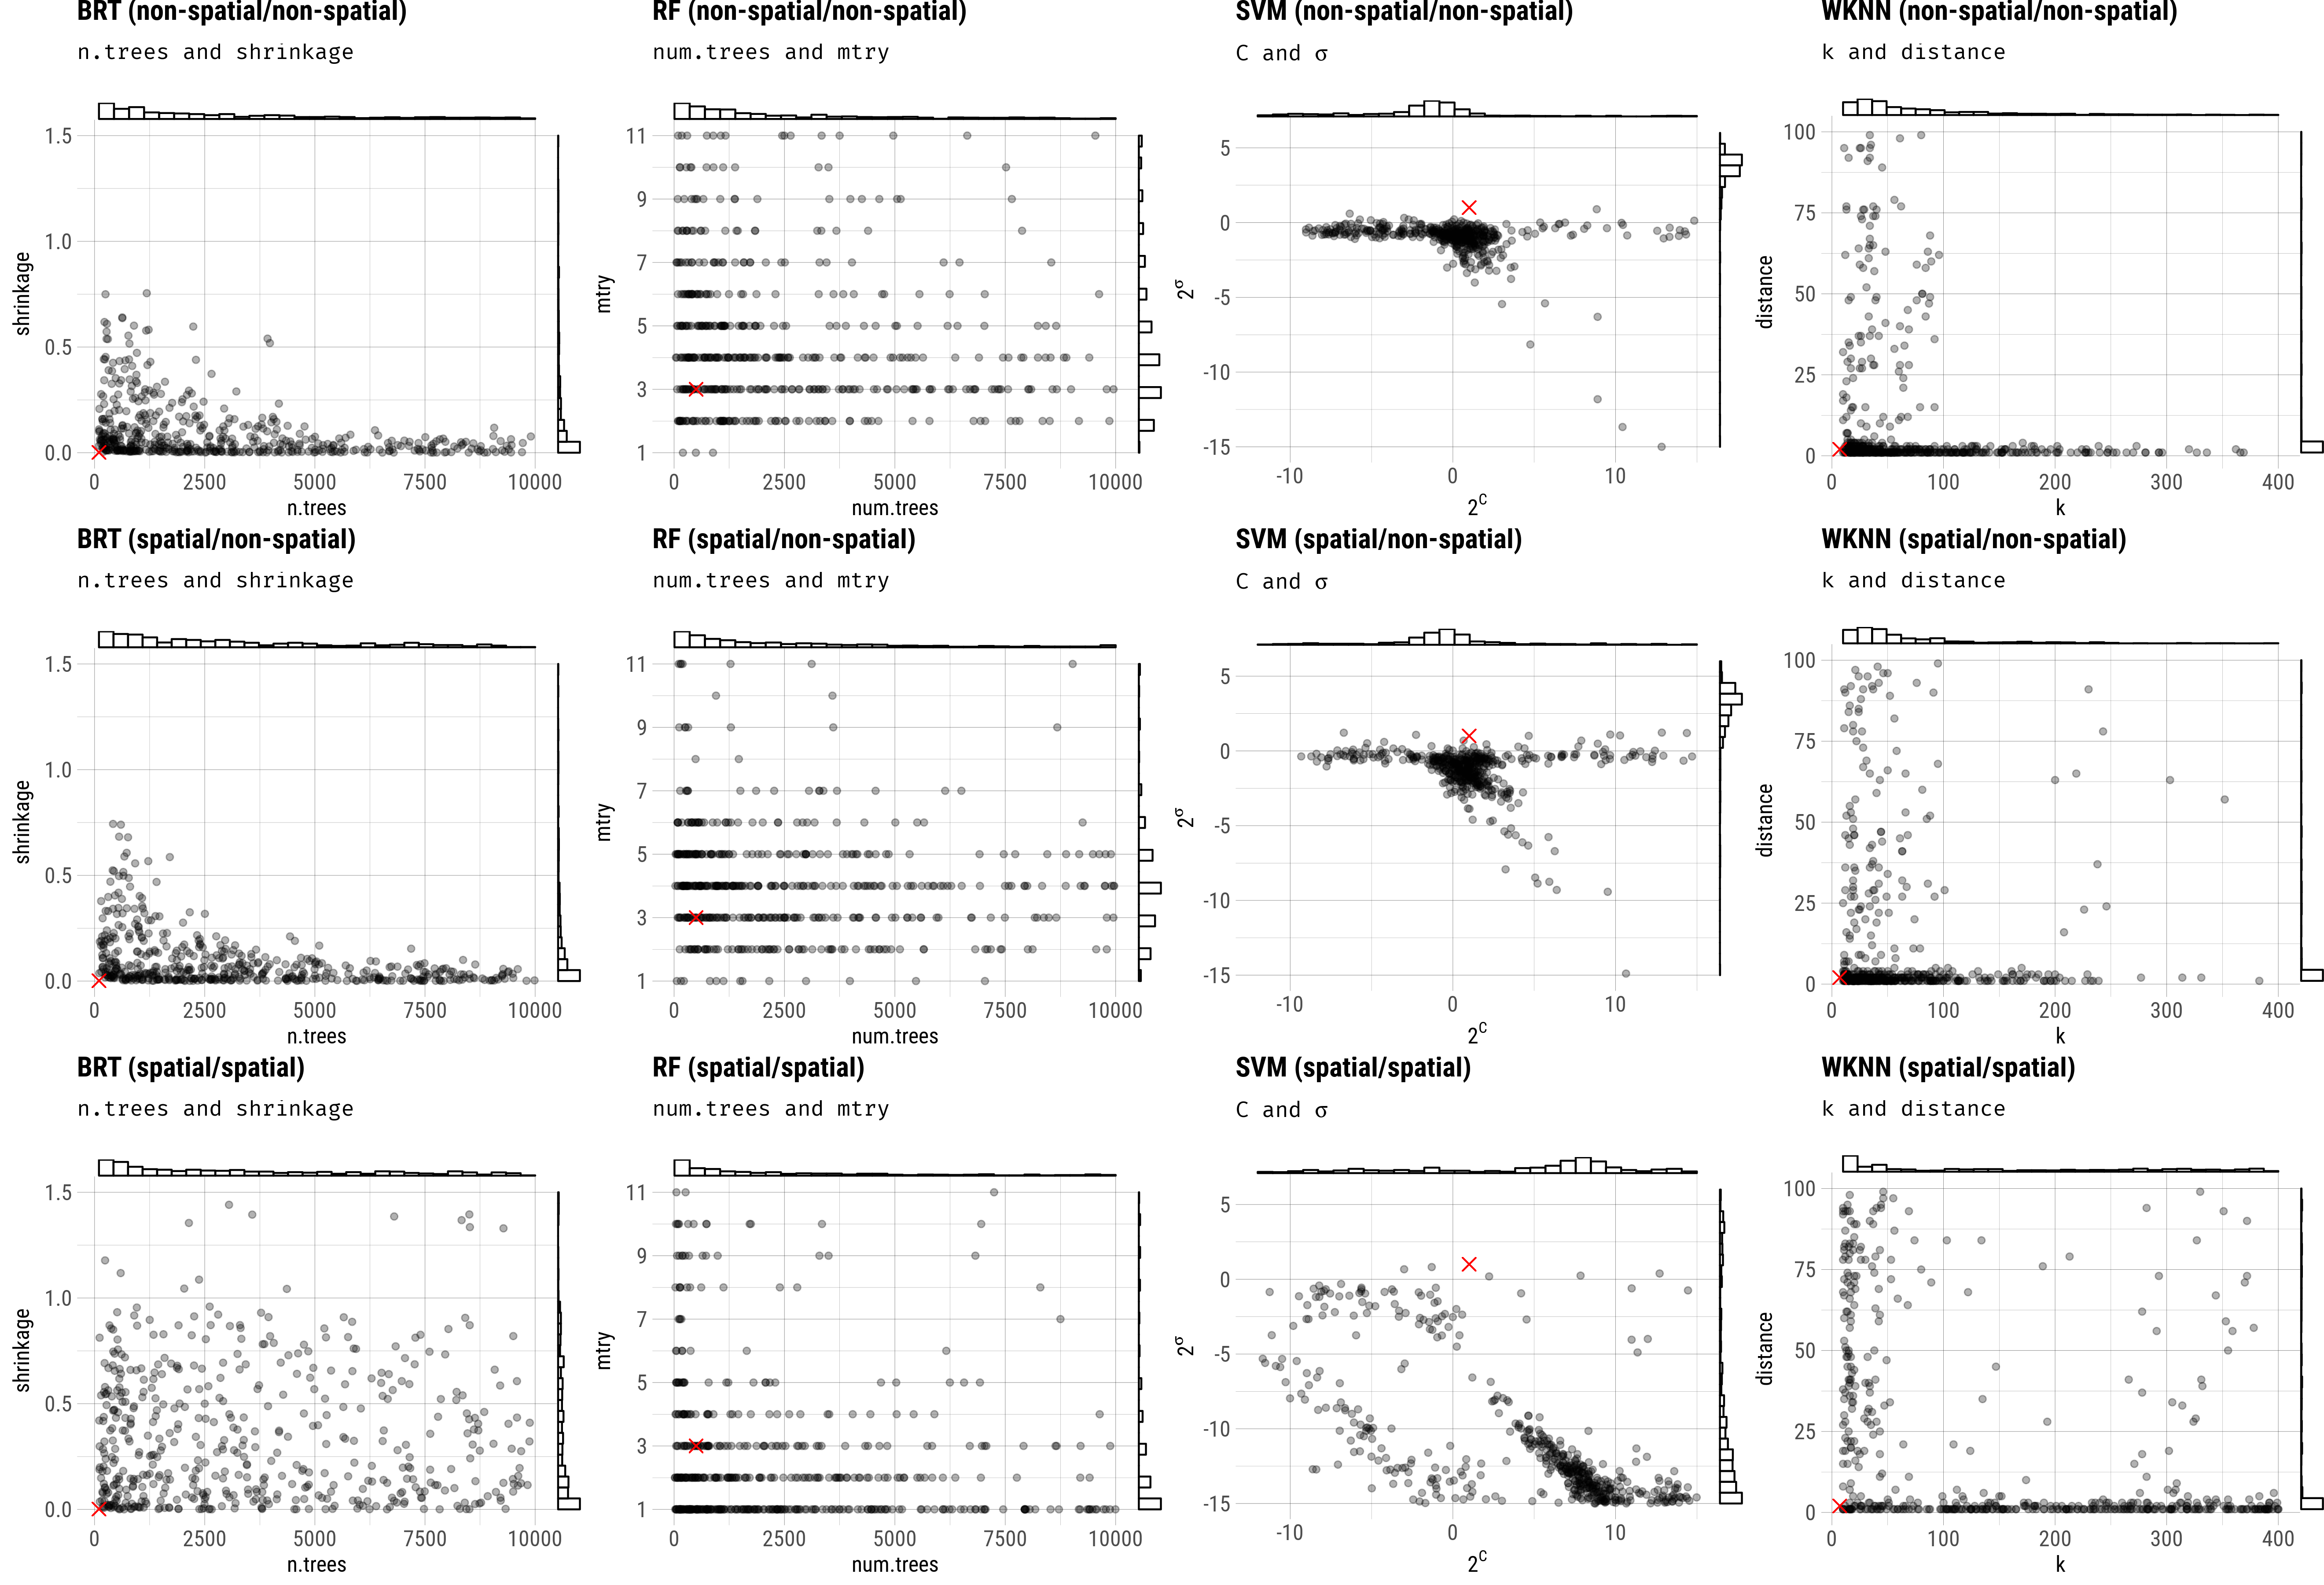 BRT (non-spatial/non-spatial)
n.trees and shrinkage
1.5
1.0
0.5
0.0
shrinkage
0 2500 5000 7500 10000
n.trees
RF (non-spatial/non-spatial)
num.trees and mtry
11
9
7
5
3
1
mtry
0 2500 5000 7500 10000
num.trees
SVM (non-spatial/non-spatial)
C and σ
5
0
-5
-10
-15
2^σ
-10 0 10
2^C
WKNN (non-spatial/non-spatial)
k and distance
100
75
50
25
0
distance
0 100 200 300 400
k
BRT (spatial/non-spatial)
n.trees and shrinkage
1.5
1.0
0.5
0.0
shrinkage
0 2500 5000 7500 10000
n.trees
RF (spatial/non-spatial)
num.trees and mtry
11
9
7
5
3
1
mtry
0 2500 5000 7500 10000
num.trees
SVM (spatial/non-spatial)
C and σ
5
0
-5
-10
-15
2^σ
-10 0 10
2^C
WKNN (spatial/non-spatial)
k and distance
100
75
50
25
0
distance
0 100 200 300 400
k
BRT (spatial/spatial)
n.trees and shrinkage
1.5
1.0
0.5
0.0
shrinkage
0 2500 5000 7500 10000
n.trees
RF (spatial/spatial)
num.trees and mtry
11
9
7
5
3
1
mtry
0 2500 5000 7500 10000
num.trees
SVM (spatial/spatial)
C and σ
5
0
-5
-10
-15
2^σ
-10 0 10
2^C
WKNN (spatial/spatial)
k and distance
100
75
50
25
0
distance
0 100 200 300 400
k